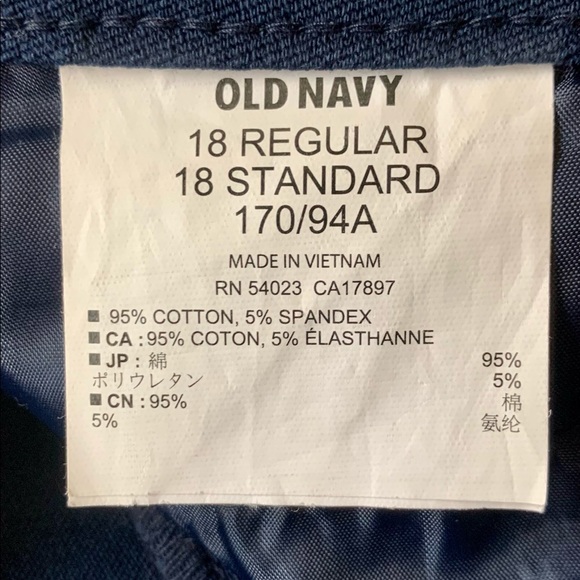 OLD NAVY
18 REGULAR
18 STANDARD
170/94A
MADE IN VIETNAM
RN 54023 CA17897
95% COTTON, 5% SPANDEX
CA : 95% COTON, 5% ÉLASTHANNE
JP : 綿 95%
ポリウレタン 5%
CN : 95% 棉
5% 氨纶